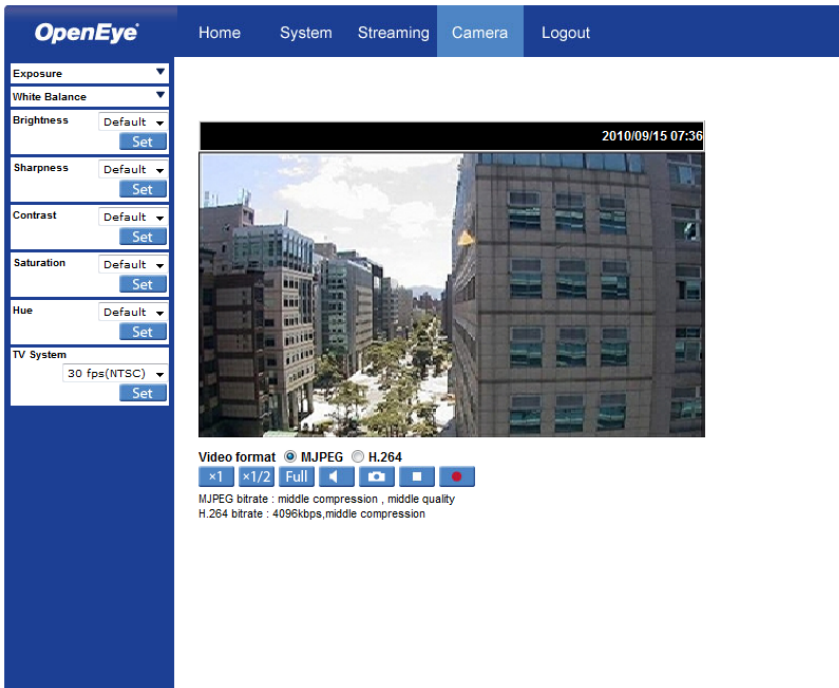 OpenEye
Home System Streaming Camera Logout
Exposure
White Balance
Brightness Default
Set
Sharpness Default
Set
Contrast Default
Set
Saturation Default
Set
Hue Default
Set
TV System
30 fps(NTSC)
Set
2010/09/15 07:36
Video format MJPEG H.264
×1 ×1/2 Full
MJPEG bitrate : middle compression , middle quality
H.264 bitrate : 4096kbps,middle compression